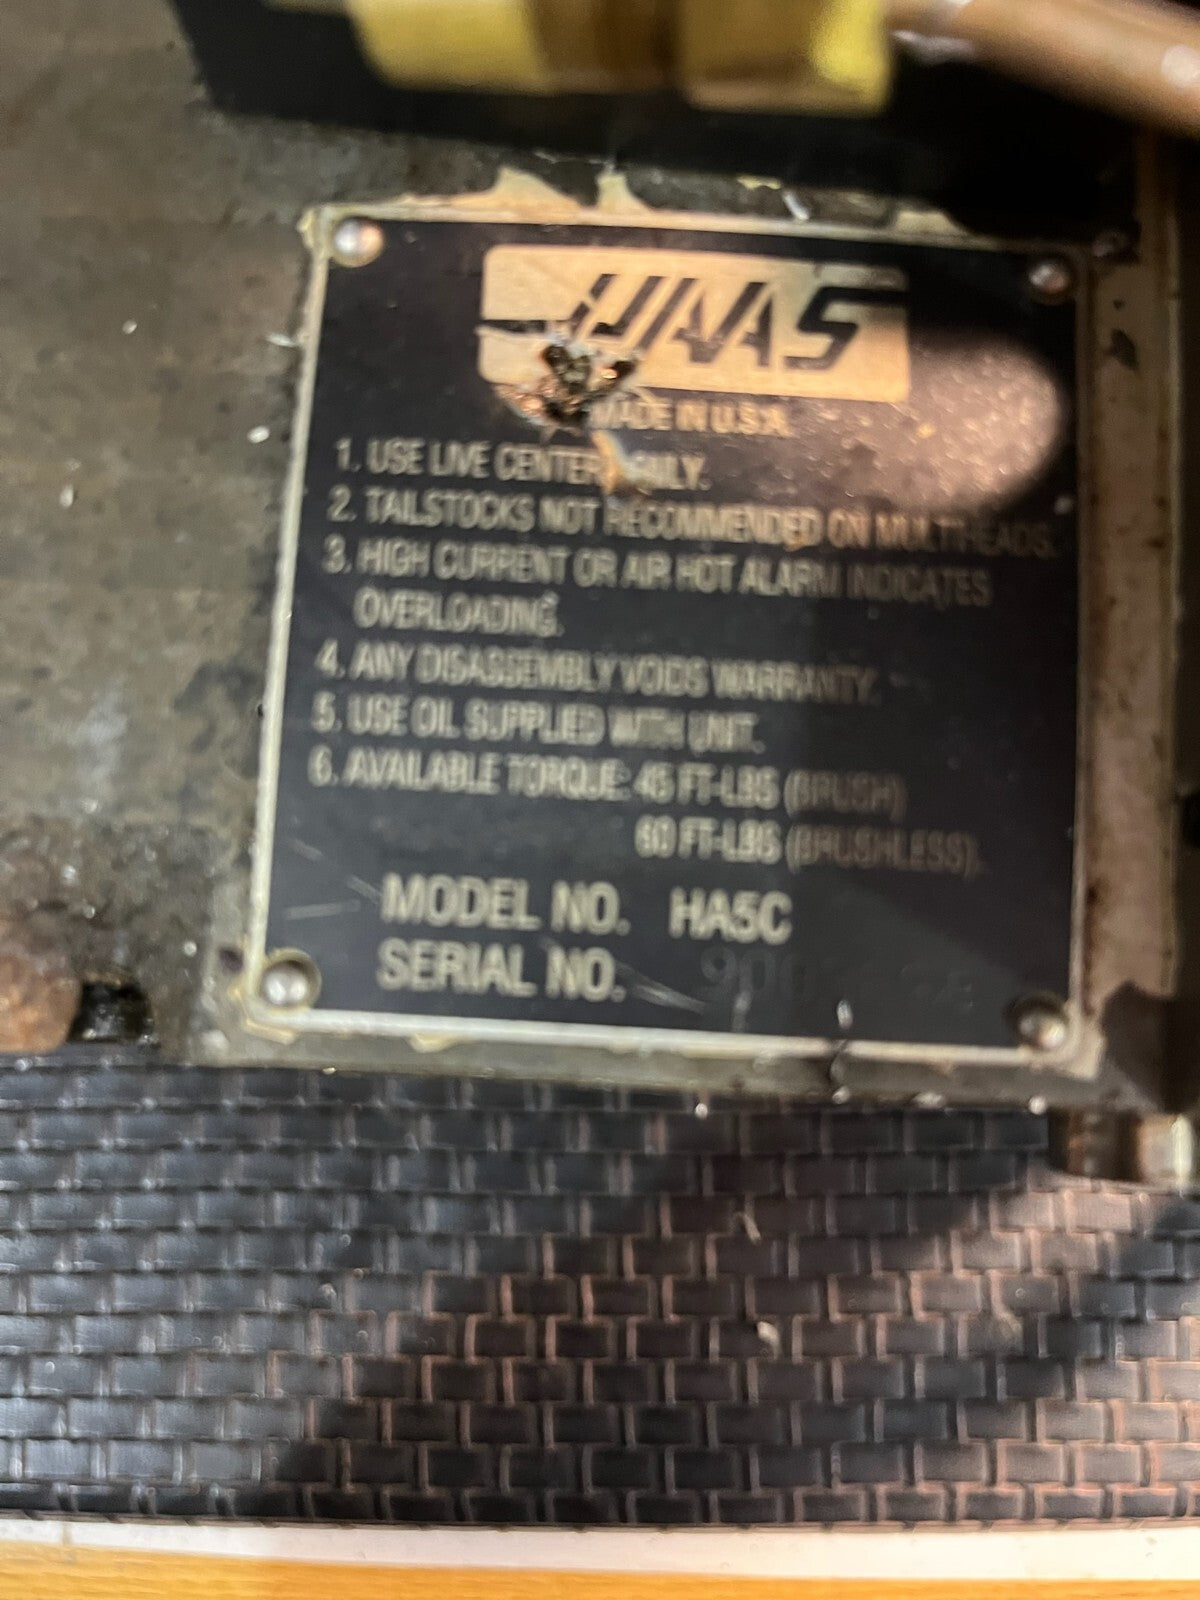 HAAS
MADE IN U.S.A.
1. USE LIVE CENTER ONLY.
2. TAILSTOCKS NOT RECOMMENDED ON MULTI-HEADS.
3. HIGH CURRENT OR AIR HOT ALARM INDICATES
OVERLOADING.
4. ANY DISASSEMBLY VOIDS WARRANTY.
5. USE OIL SUPPLIED WITH UNIT.
6. AVAILABLE TORQUE: 45 FT-LBS (BRUSH)
60 FT-LBS (BRUSHLESS).
MODEL NO. HA5C
SERIAL NO.